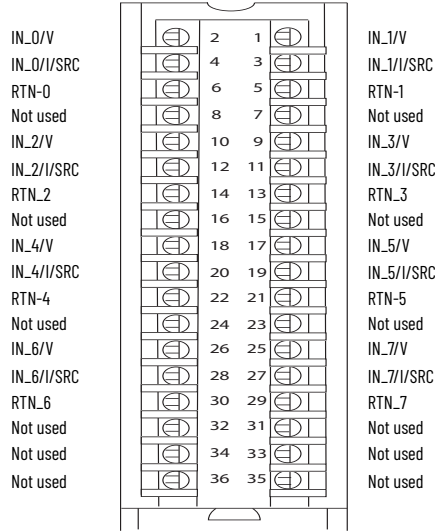 IN_0/V 2 1 IN_1/V
IN_0/I/SRC 4 3 IN_1/I/SRC
RTN-0 6 5 RTN-1
Not used 8 7 Not used
IN_2/V 10 9 IN_3/V
IN_2/I/SRC 12 11 IN_3/I/SRC
RTN_2 14 13 RTN_3
Not used 16 15 Not used
IN_4/V 18 17 IN_5/V
IN_4/I/SRC 20 19 IN_5/I/SRC
RTN-4 22 21 RTN-5
Not used 24 23 Not used
IN_6/V 26 25 IN_7/V
IN_6/I/SRC 28 27 IN_7/I/SRC
RTN_6 30 29 RTN_7
Not used 32 31 Not used
Not used 34 33 Not used
Not used 36 35 Not used